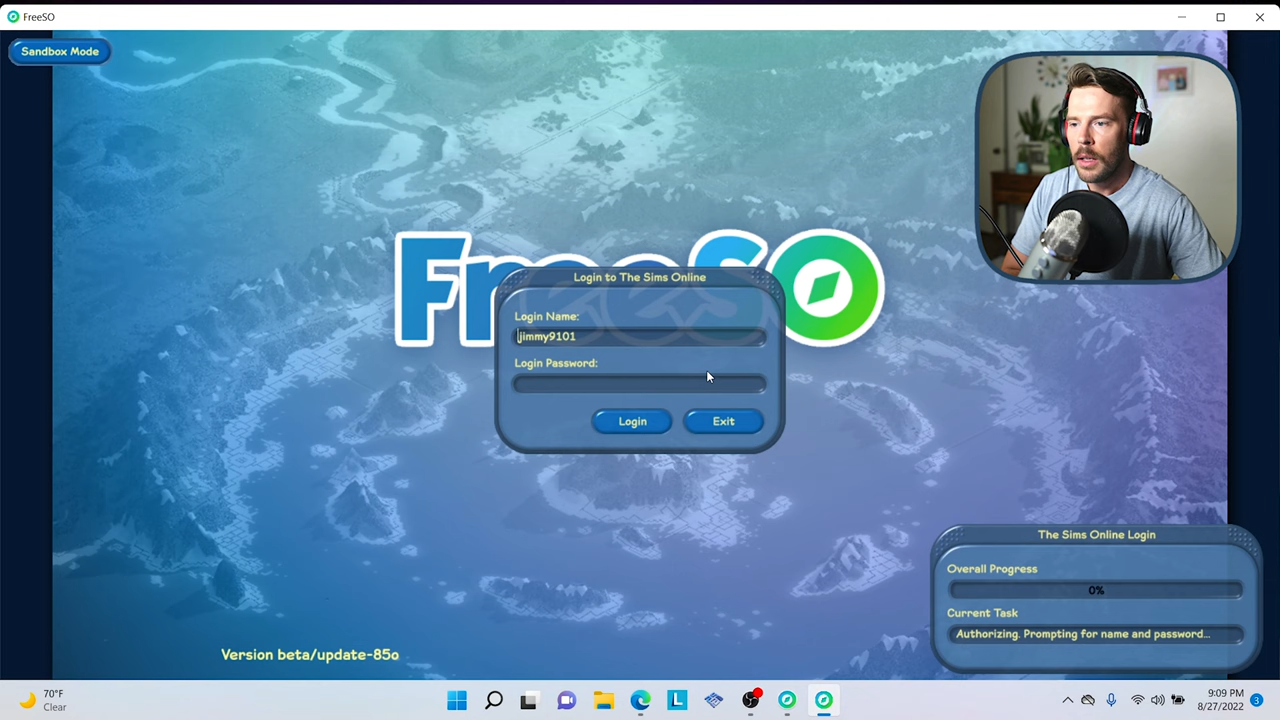 FreeSO
Sandbox Mode
FreeSO
Login to The Sims Online
Login Name:
jimmy9101
Login Password:
Login
Exit
The Sims Online Login
Overall Progress
0%
Current Task
Authorizing. Prompting for name and password...
Version beta/update-85a
70°F
Clear
L
9:09 PM
8/27/2022
3